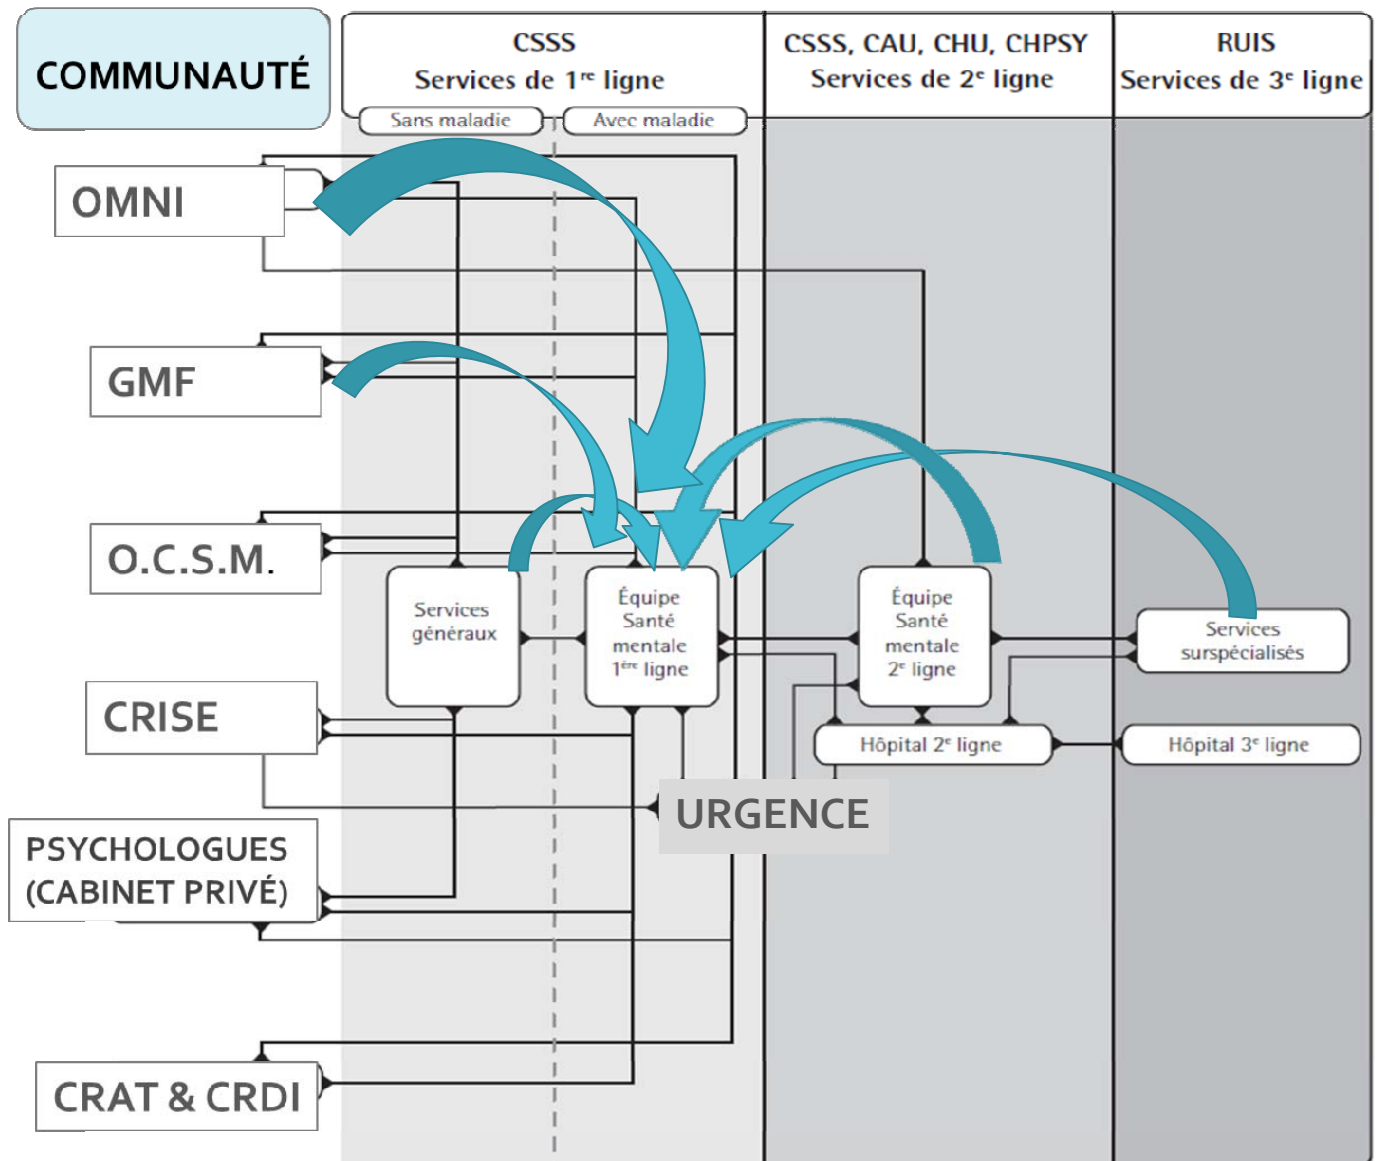 COMMUNAUTÉ
CSSS
Services de 1re ligne
Sans maladie
Avec maladie
CSSS, CAU, CHU, CHPSY
Services de 2e ligne
RUIS
Services de 3e ligne
OMNI
GMF
O.C.S.M.
CRISE
PSYCHOLOGUES
(CABINET PRIVÉ)
CRAT & CRDI
Services
généraux
Équipe
Santé
mentale
1ère ligne
Équipe
Santé
mentale
2e ligne
Services
surspécialisés
Hôpital 2e ligne
Hôpital 3e ligne
URGENCE